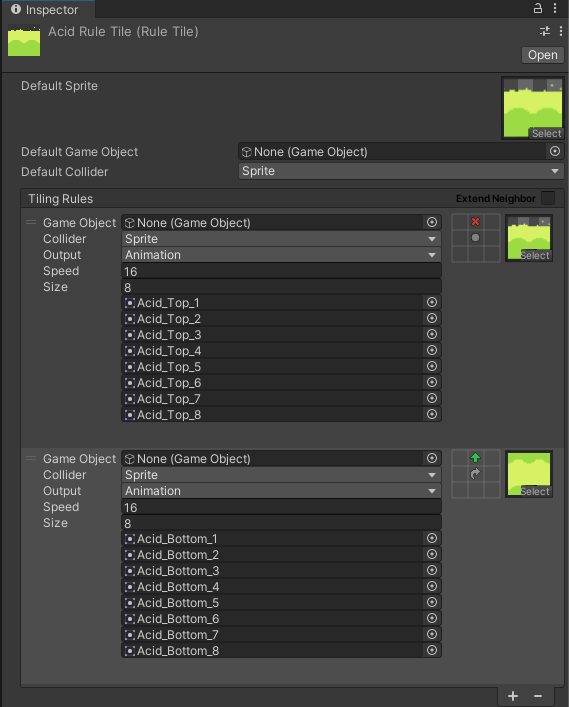 Inspector
Acid Rule Tile (Rule Tile)
Open
Default Sprite
Select
Default Game Object None (Game Object)
Default Collider Sprite
Tiling Rules Extend Neighbor
Game Object None (Game Object)
Collider Sprite
Output Animation
Speed 16
Size 8
Acid_Top_1
Acid_Top_2
Acid_Top_3
Acid_Top_4
Acid_Top_5
Acid_Top_6
Acid_Top_7
Acid_Top_8
Select
Game Object None (Game Object)
Collider Sprite
Output Animation
Speed 16
Size 8
Acid_Bottom_1
Acid_Bottom_2
Acid_Bottom_3
Acid_Bottom_4
Acid_Bottom_5
Acid_Bottom_6
Acid_Bottom_7
Acid_Bottom_8
Select